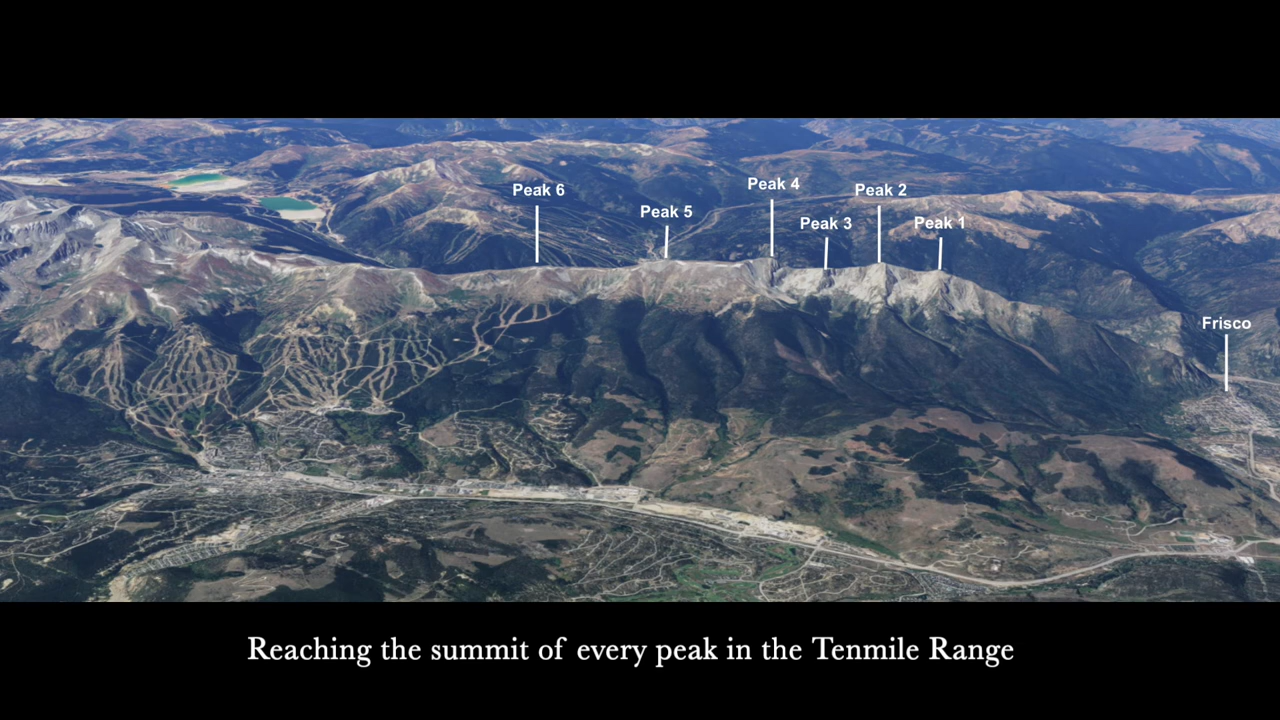 Peak 6
Peak 5
Peak 4
Peak 3
Peak 2
Peak 1
Frisco
Reaching the summit of every peak in the Tenmile Range